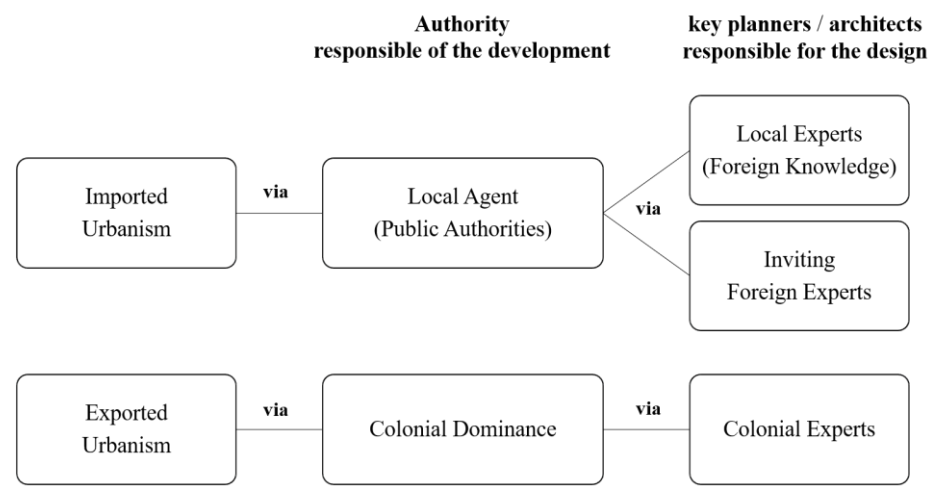 Authority
responsible of the development
key planners / architects
responsible for the design
Imported
Urbanism
via
Local Agent
(Public Authorities)
via
Local Experts
(Foreign Knowledge)
Inviting
Foreign Experts
Exported
Urbanism
via
Colonial Dominance
via
Colonial Experts